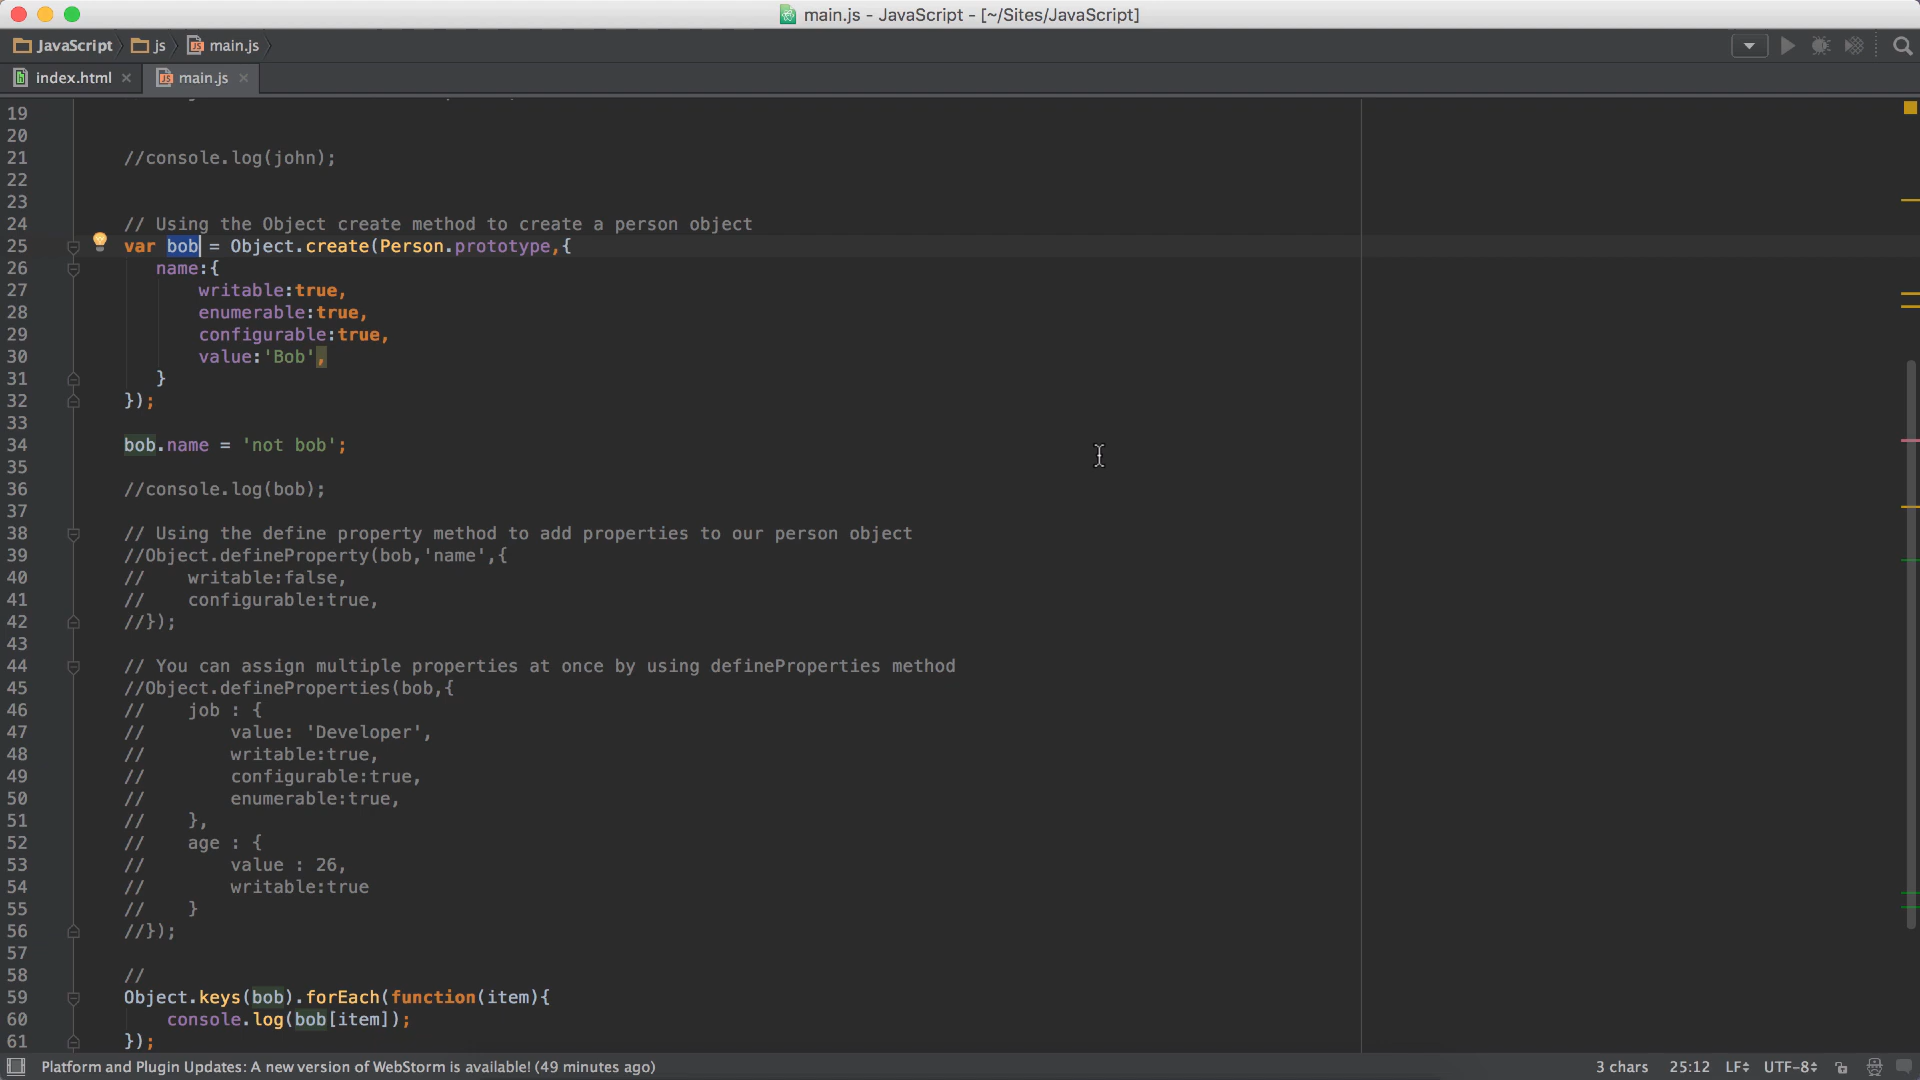 main.js - JavaScript - [~/Sites/JavaScript]
JavaScript js main.js
index.html main.js
19
20
21 //console.log(john);
22
23
24 // Using the Object create method to create a person object
25 var bob = Object.create(Person.prototype,{
26 name:{
27 writable:true,
28 enumerable:true,
29 configurable:true,
30 value:'Bob',
31 }
32 });
33
34 bob.name = 'not bob';
35
36 //console.log(bob);
37
38 // Using the define property method to add properties to our person object
39 //Object.defineProperty(bob,'name',{
40 // writable:false,
41 // configurable:true,
42 //});
43
44 // You can assign multiple properties at once by using defineProperties method
45 //Object.defineProperties(bob,{
46 // job : {
47 // value: 'Developer',
48 // writable:true,
49 // configurable:true,
50 // enumerable:true,
51 // },
52 // age : {
53 // value : 26,
54 // writable:true
55 // }
56 //});
57
58 //
59 Object.keys(bob).forEach(function(item){
60 console.log(bob[item]);
61 });
Platform and Plugin Updates: A new version of WebStorm is available! (49 minutes ago) 3 chars 25:12 LF UTF-8